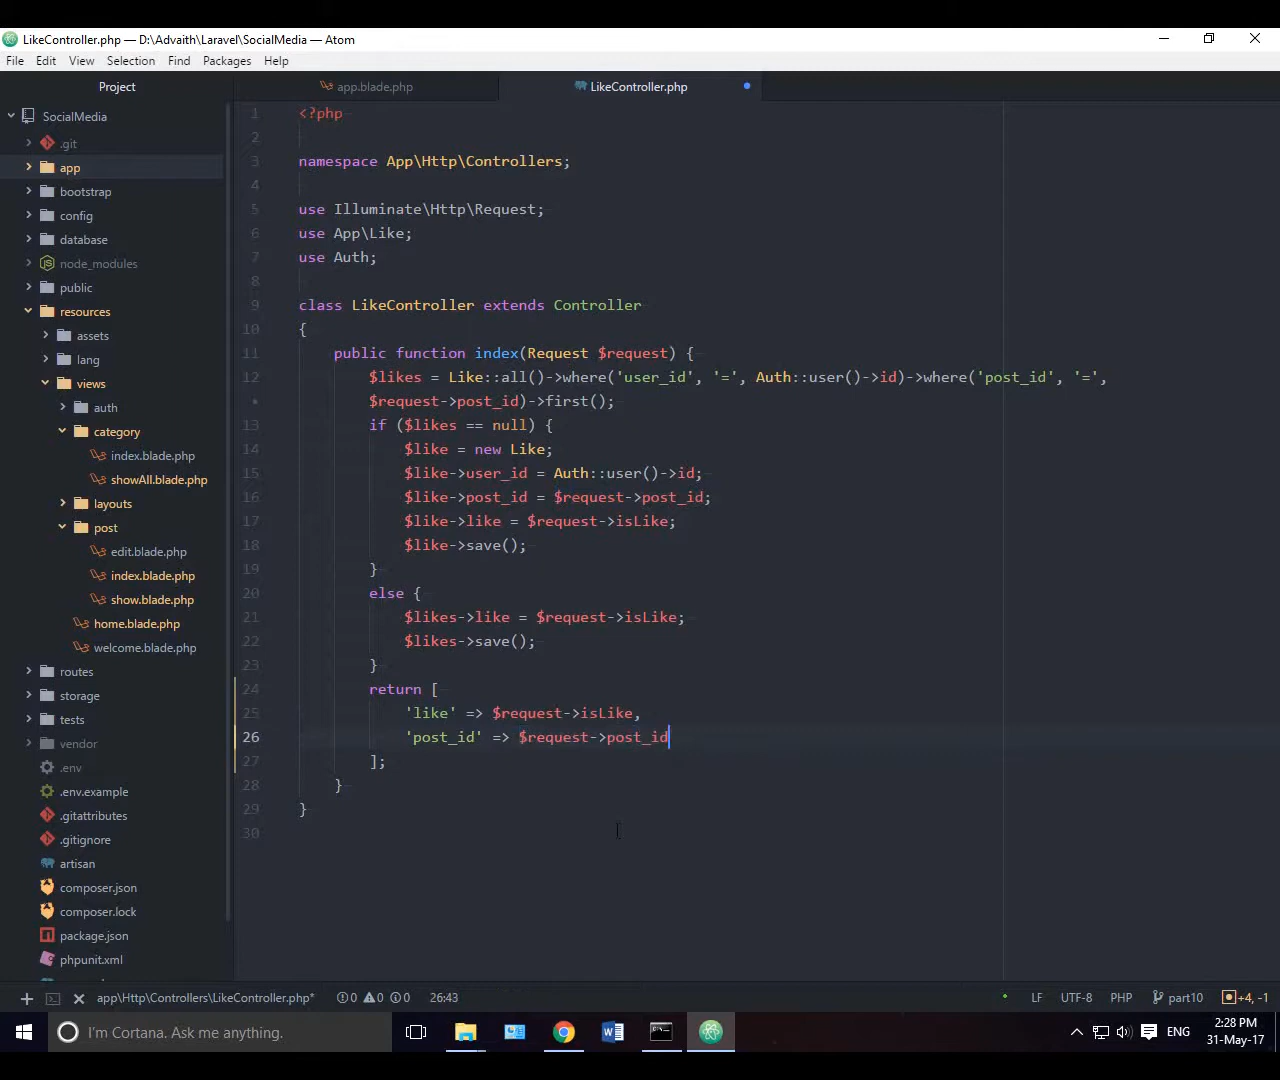 LikeController.php — D:\Advaith\Laravel\SocialMedia — Atom
File Edit View Selection Find Packages Help
Project
app.blade.php
LikeController.php
SocialMedia
.git
app
bootstrap
config
database
node_modules
public
resources
assets
lang
views
auth
category
index.blade.php
showAll.blade.php
layouts
post
edit.blade.php
index.blade.php
show.blade.php
home.blade.php
welcome.blade.php
routes
storage
tests
vendor
.env
.env.example
.gitattributes
.gitignore
artisan
composer.json
composer.lock
package.json
phpunit.xml
1 <?php
2
3 namespace App\Http\Controllers;
4
5 use Illuminate\Http\Request;
6 use App\Like;
7 use Auth;
8
9 class LikeController extends Controller
10 {
11 public function index(Request $request) {
12 $likes = Like::all()->where('user_id', '=', Auth::user()->id)->where('post_id', '=',
• $request->post_id)->first();
13 if ($likes == null) {
14 $like = new Like;
15 $like->user_id = Auth::user()->id;
16 $like->post_id = $request->post_id;
17 $like->like = $request->isLike;
18 $like->save();
19 }
20 else {
21 $likes->like = $request->isLike;
22 $likes->save();
23 }
24 return [
25 'like' => $request->isLike,
26 'post_id' => $request->post_id
27 ];
28 }
29 }
30
app\Http\Controllers\LikeController.php* 0 0 0 26:43 LF UTF-8 PHP part10 +4, -1
I'm Cortana. Ask me anything.
ENG
2:28 PM
31-May-17